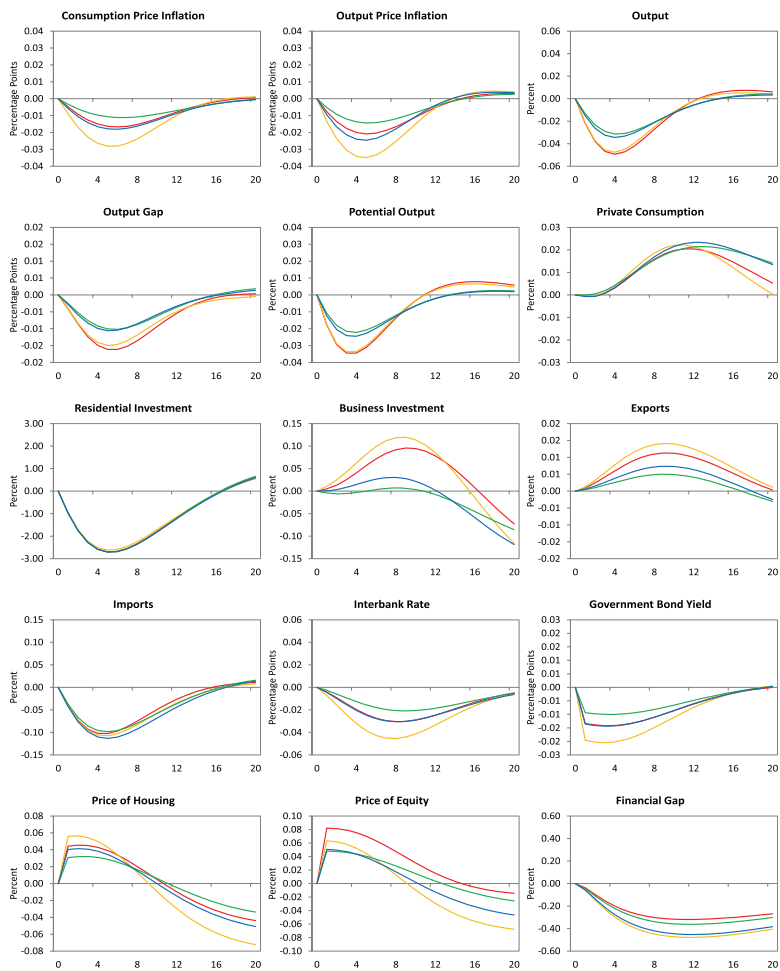 Consumption Price Inflation
Percentage Points
0.04
0.03
0.02
0.01
0.00
-0.01
-0.02
-0.03
-0.04
0 4 8 12 16 20
Output Price Inflation
Percentage Points
0.04
0.03
0.02
0.01
0.00
-0.01
-0.02
-0.03
-0.04
0 4 8 12 16 20
Output
Percent
0.06
0.04
0.02
0.00
-0.02
-0.04
-0.06
0 4 8 12 16 20
Output Gap
Percentage Points
0.02
0.02
0.01
0.01
0.00
-0.01
-0.01
-0.02
-0.02
0 4 8 12 16 20
Potential Output
Percent
0.04
0.03
0.02
0.01
0.00
-0.01
-0.02
-0.03
-0.04
0 4 8 12 16 20
Private Consumption
Percent
0.03
0.02
0.01
0.00
-0.01
-0.02
-0.03
0 4 8 12 16 20
Residential Investment
Percent
3.00
2.00
1.00
0.00
-1.00
-2.00
-3.00
0 4 8 12 16 20
Business Investment
Percent
0.15
0.10
0.05
0.00
-0.05
-0.10
-0.15
0 4 8 12 16 20
Exports
Percent
0.02
0.02
0.01
0.01
0.00
-0.01
-0.01
-0.02
-0.02
0 4 8 12 16 20
Imports
Percent
0.15
0.10
0.05
0.00
-0.05
-0.10
-0.15
0 4 8 12 16 20
Interbank Rate
Percentage Points
0.06
0.04
0.02
0.00
-0.02
-0.04
-0.06
0 4 8 12 16 20
Government Bond Yield
Percentage Points
0.03
0.02
0.02
0.01
0.01
0.00
-0.01
-0.01
-0.02
-0.02
-0.03
0 4 8 12 16 20
Price of Housing
Percent
0.08
0.06
0.04
0.02
0.00
-0.02
-0.04
-0.06
-0.08
0 4 8 12 16 20
Price of Equity
Percent
0.10
0.08
0.06
0.04
0.02
0.00
-0.02
-0.04
-0.06
-0.08
-0.10
0 4 8 12 16 20
Financial Gap
Percentage Points
0.60
0.40
0.20
0.00
-0.20
-0.40
-0.60
0 4 8 12 16 20